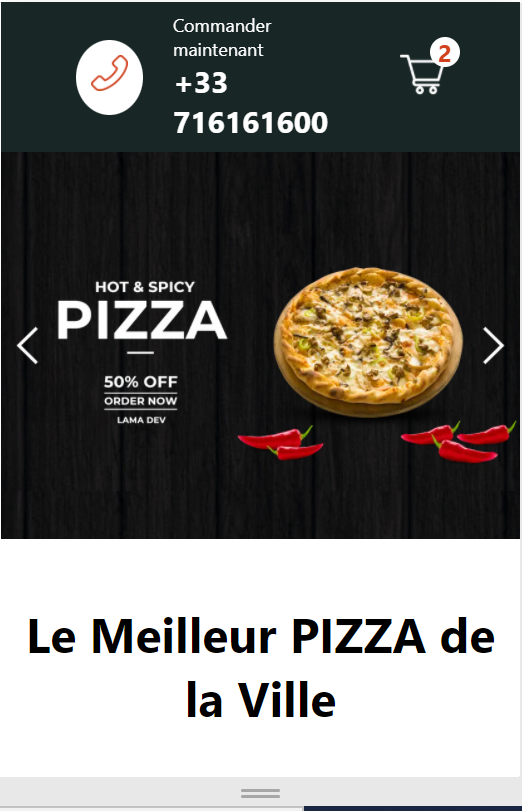 Commander
maintenant
+33
716161600
2
HOT & SPICY
PIZZA
50% OFF
ORDER NOW
LAMA DEV
Le Meilleur PIZZA de
la Ville